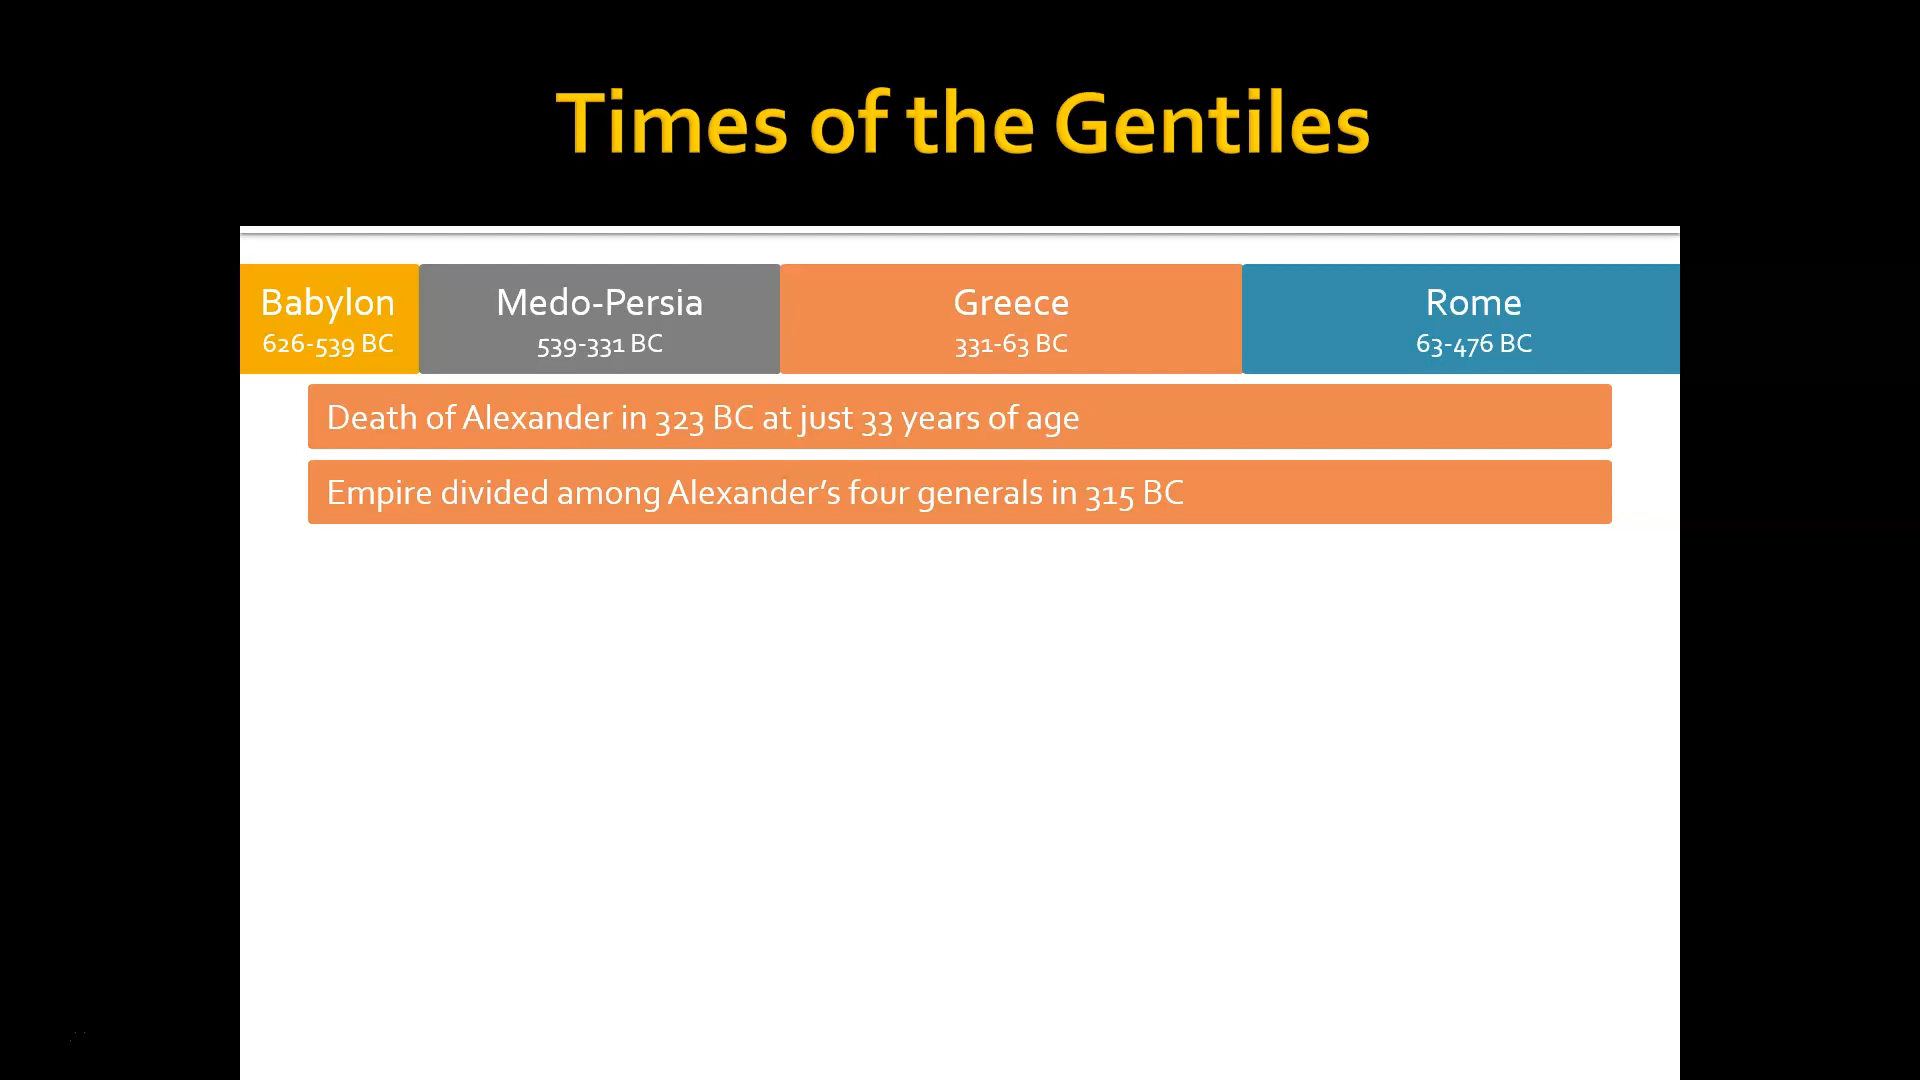 Times of the Gentiles
Babylon
626-539 BC
Medo-Persia
539-331 BC
Greece
331-63 BC
Rome
63-476 BC
Death of Alexander in 323 BC at just 33 years of age
Empire divided among Alexander’s four generals in 315 BC